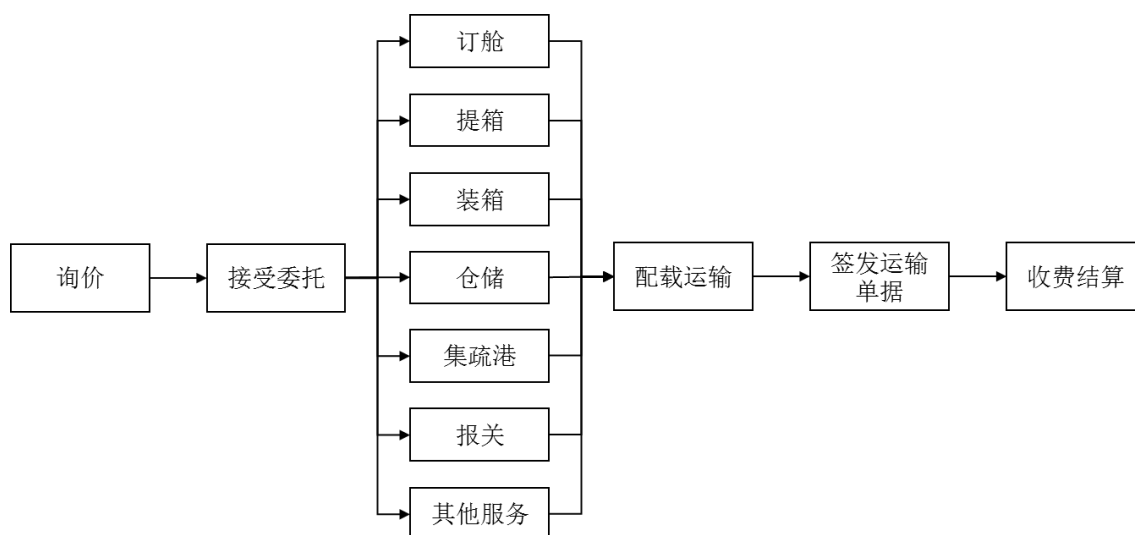 询价
接受委托
订舱
提箱
装箱
仓储
集疏港
报关
其他服务
配载运输
签发运输
单据
收费结算